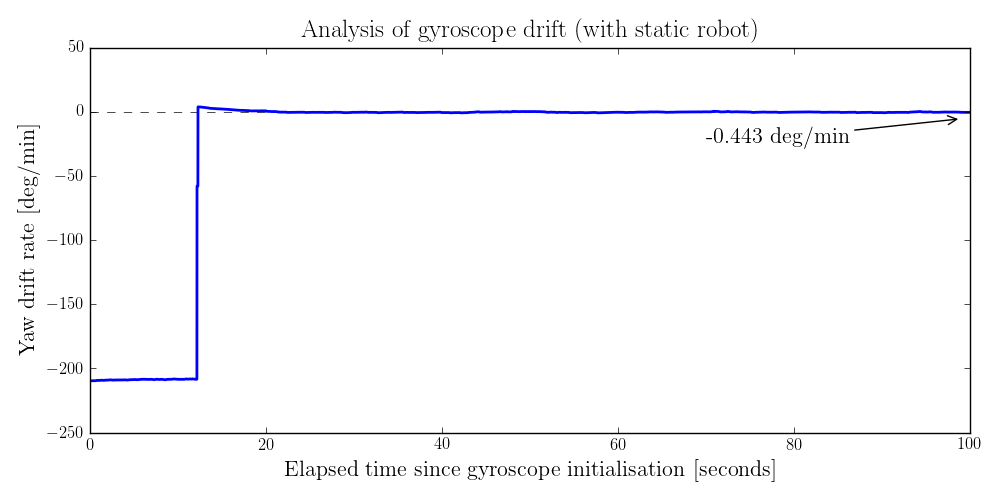 Analysis of gyroscope drift (with static robot)
Yaw drift rate [deg/min]
50
0
−50
−100
−150
−200
−250
-0.443 deg/min
0 20 40 60 80 100
Elapsed time since gyroscope initialisation [seconds]